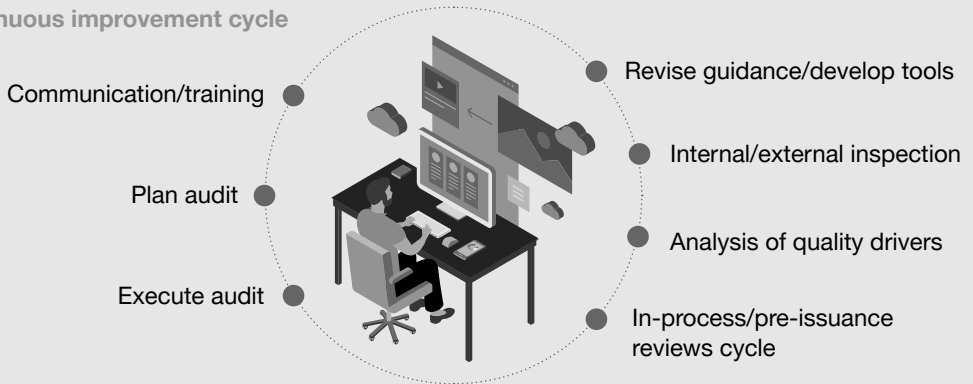 nuous improvement cycle
Communication/training
Plan audit
Execute audit
Revise guidance/develop tools
Internal/external inspection
Analysis of quality drivers
In-process/pre-issuance
reviews cycle